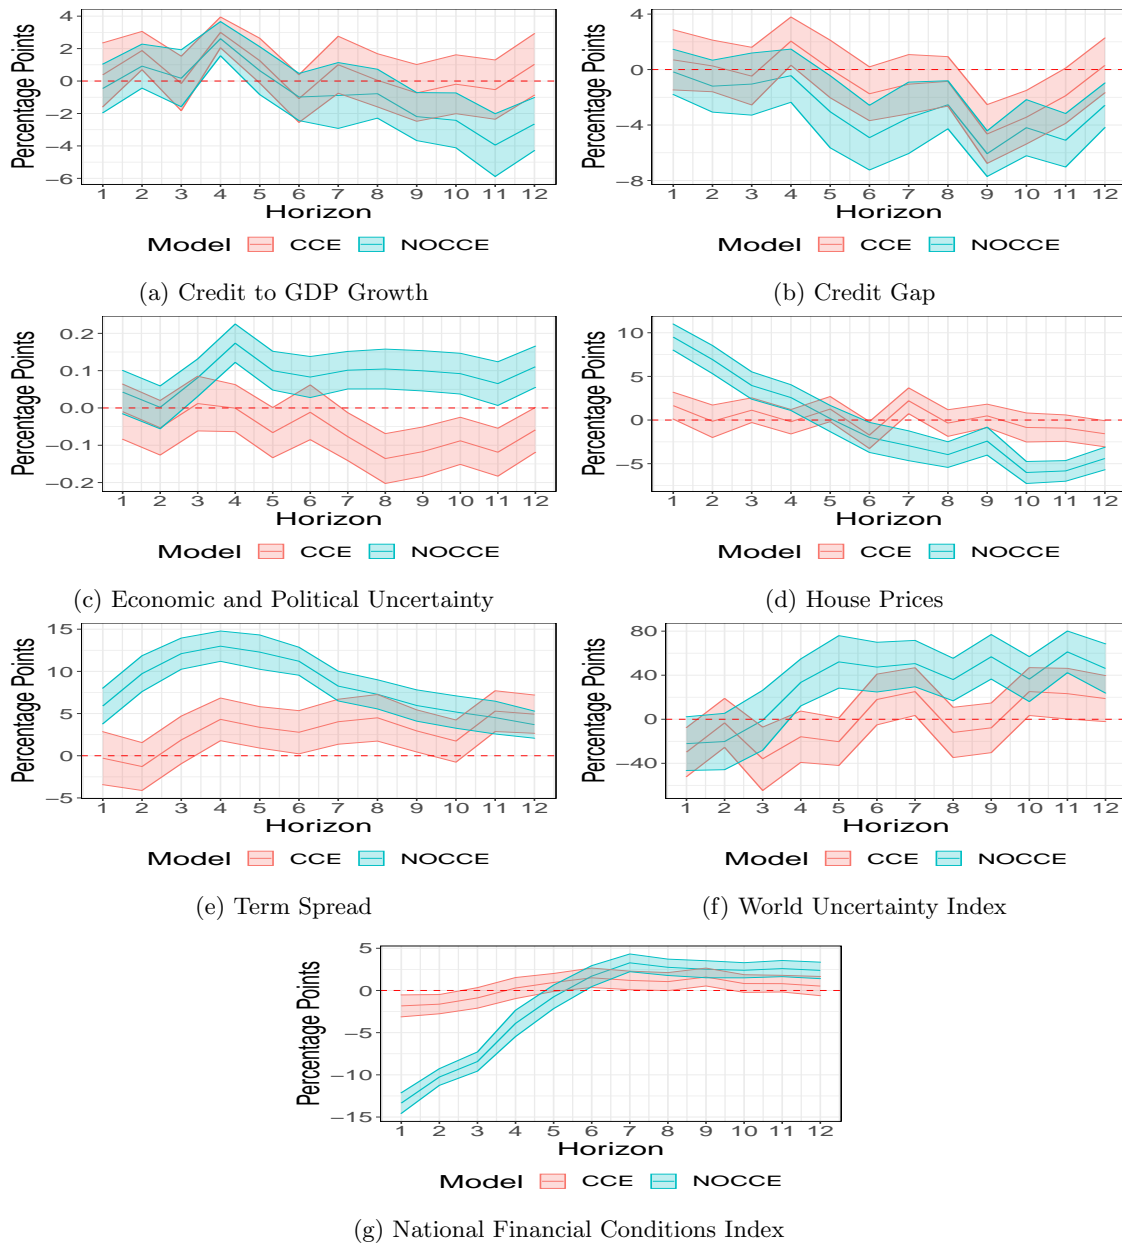 Percentage Points
4
2
0
−2
−4
−6
1 2 3 4 5 6 7 8 9 10 11 12
Horizon
Model CCE NOCCE
(a) Credit to GDP Growth
Percentage Points
4
0
−4
−8
1 2 3 4 5 6 7 8 9 10 11 12
Horizon
Model CCE NOCCE
(b) Credit Gap
Percentage Points
0.2
0.1
0.0
−0.1
−0.2
1 2 3 4 5 6 7 8 9 10 11 12
Horizon
Model CCE NOCCE
(c) Economic and Political Uncertainty
Percentage Points
10
5
0
−5
1 2 3 4 5 6 7 8 9 10 11 12
Horizon
Model CCE NOCCE
(d) House Prices
Percentage Points
15
10
5
0
−5
1 2 3 4 5 6 7 8 9 10 11 12
Horizon
Model CCE NOCCE
(e) Term Spread
Percentage Points
80
40
0
−40
1 2 3 4 5 6 7 8 9 10 11 12
Horizon
Model CCE NOCCE
(f) World Uncertainty Index
Percentage Points
5
0
−5
−10
−15
1 2 3 4 5 6 7 8 9 10 11 12
Horizon
Model CCE NOCCE
(g) National Financial Conditions Index